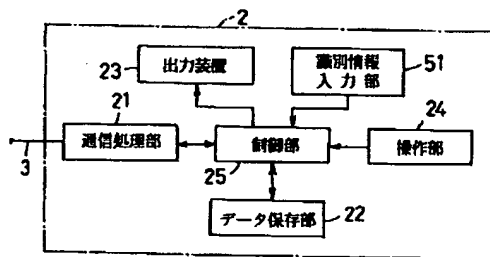 2
23
出力装置
識別情報
入力部
51
21
24
通信処理部
制御部
操作部
3
25
データ保存部
22